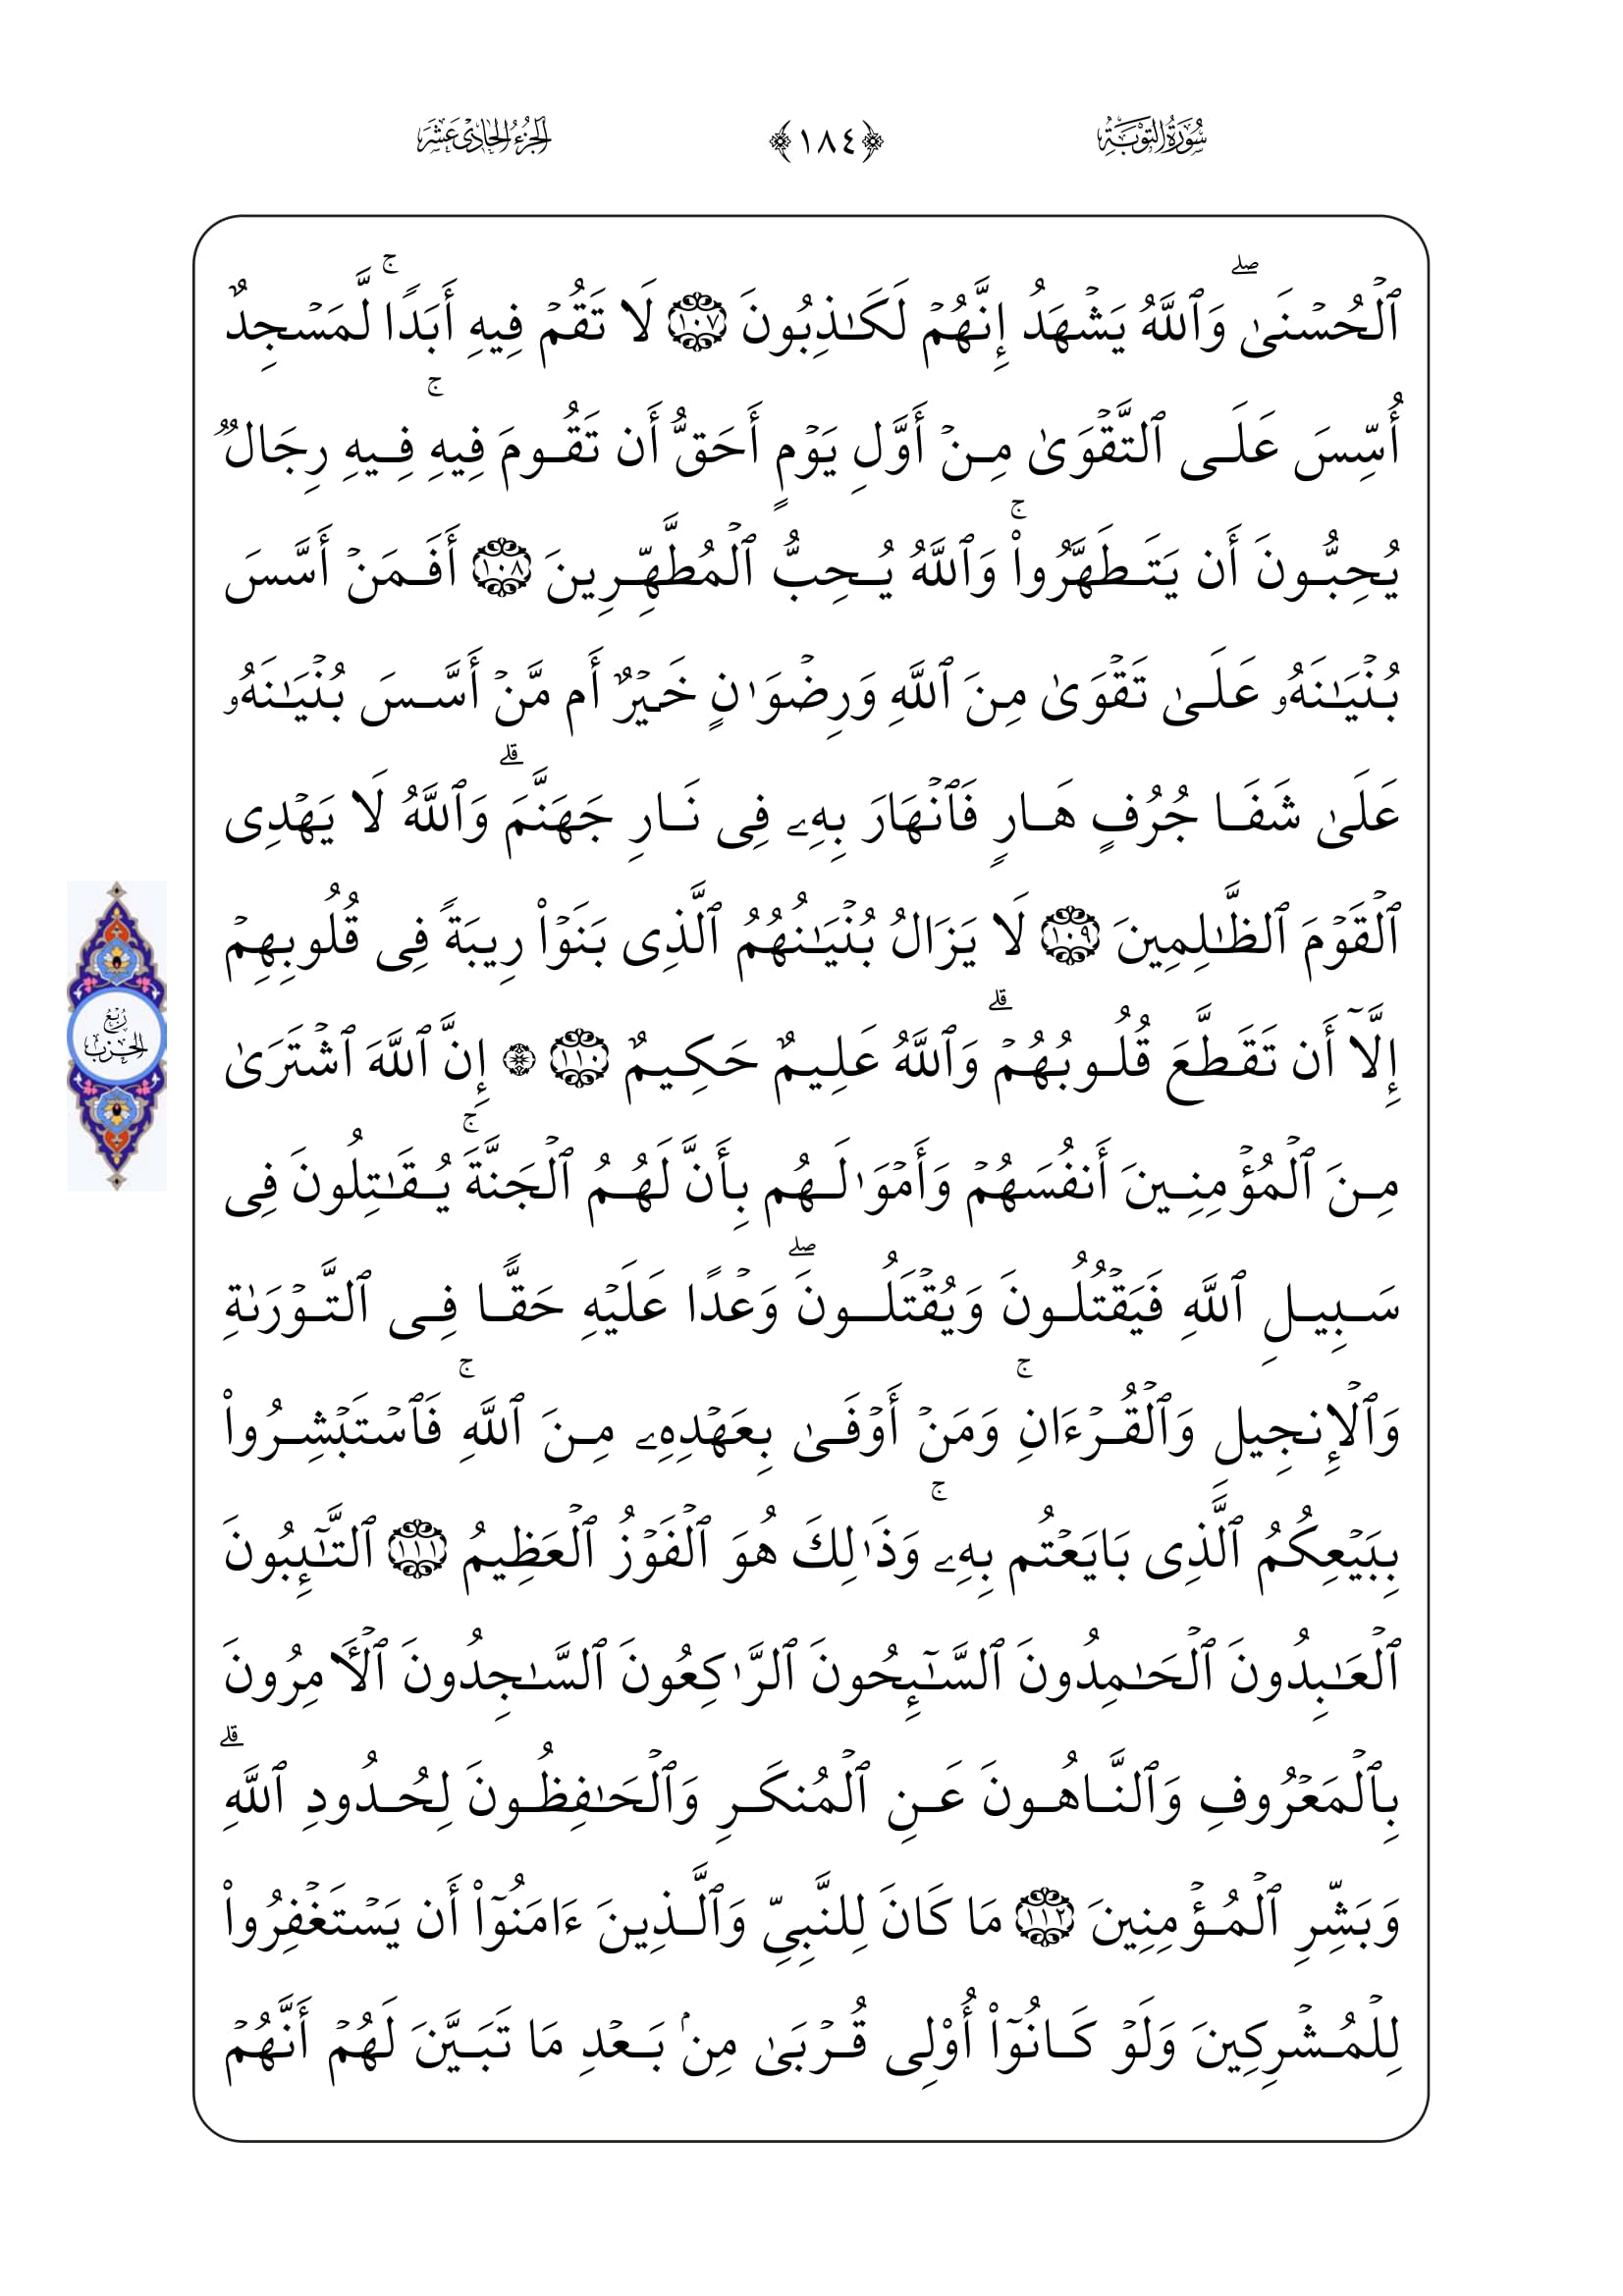 سُورَةُ التَّوْبَةِ ﴿١٨٤﴾ الجُزْءُ الحَادِي عَشَرَ
ٱلۡحُسۡنَىٰۖ وَٱللَّهُ يَشۡهَدُ إِنَّهُمۡ لَكَـٰذِبُونَ ١٠٧ لَا تَقُمۡ فِيهِ أَبَدًاۚ لَّمَسۡجِدٌ
أُسِّسَ عَلَى ٱلتَّقۡوَىٰ مِنۡ أَوَّلِ يَوۡمٍ أَحَقُّ أَن تَقُومَ فِيهِۚ فِيهِ رِجَالٌ
يُحِبُّونَ أَن يَتَطَهَّرُواْۚ وَٱللَّهُ يُحِبُّ ٱلۡمُطَّهِّرِينَ ١٠٨ أَفَمَنۡ أَسَّسَ
بُنۡيَـٰنَهُۥ عَلَىٰ تَقۡوَىٰ مِنَ ٱللَّهِ وَرِضۡوَٰنٍ خَيۡرٌ أَم مَّنۡ أَسَّسَ بُنۡيَـٰنَهُۥ
عَلَىٰ شَفَا جُرُفٍ هَارٍ فَٱنۡهَارَ بِهِۦ فِى نَارِ جَهَنَّمَۗ وَٱللَّهُ لَا يَهۡدِى
ٱلۡقَوۡمَ ٱلظَّـٰلِمِينَ ١٠٩ لَا يَزَالُ بُنۡيَـٰنُهُمُ ٱلَّذِى بَنَوۡاْ رِيبَةً فِى قُلُوبِهِمۡ
إِلَّآ أَن تَقَطَّعَ قُلُوبُهُمۡۗ وَٱللَّهُ عَلِيمٌ حَكِيمٌ ١١٠ ۞ إِنَّ ٱللَّهَ ٱشۡتَرَىٰ
رُبْعُ
الحِزْب
مِنَ ٱلۡمُؤۡمِنِينَ أَنفُسَهُمۡ وَأَمۡوَٰلَهُم بِأَنَّ لَهُمُ ٱلۡجَنَّةَۚ يُقَـٰتِلُونَ فِى
سَبِيلِ ٱللَّهِ فَيَقۡتُلُونَ وَيُقۡتَلُونَۖ وَعۡدًا عَلَيۡهِ حَقًّا فِى ٱلتَّوۡرَىٰةِ
وَٱلۡإِنجِيلِ وَٱلۡقُرۡءَانِۚ وَمَنۡ أَوۡفَىٰ بِعَهۡدِهِۦ مِنَ ٱللَّهِۚ فَٱسۡتَبۡشِرُواْ
بِبَيۡعِكُمُ ٱلَّذِى بَايَعۡتُم بِهِۦۚ وَذَٰلِكَ هُوَ ٱلۡفَوۡزُ ٱلۡعَظِيمُ ١١١ ٱلتَّـٰٓئِبُونَ
ٱلۡعَـٰبِدُونَ ٱلۡحَـٰمِدُونَ ٱلسَّـٰٓئِحُونَ ٱلرَّٰكِعُونَ ٱلسَّـٰجِدُونَ ٱلۡأٓمِرُونَ
بِٱلۡمَعۡرُوفِ وَٱلنَّاهُونَ عَنِ ٱلۡمُنكَرِ وَٱلۡحَـٰفِظُونَ لِحُدُودِ ٱللَّهِۗ
وَبَشِّرِ ٱلۡمُؤۡمِنِينَ ١١٢ مَا كَانَ لِلنَّبِىِّ وَٱلَّذِينَ ءَامَنُوٓاْ أَن يَسۡتَغۡفِرُواْ
لِلۡمُشۡرِكِينَ وَلَوۡ كَانُوٓاْ أُوْلِى قُرۡبَىٰ مِنۢ بَعۡدِ مَا تَبَيَّنَ لَهُمۡ أَنَّهُمۡ